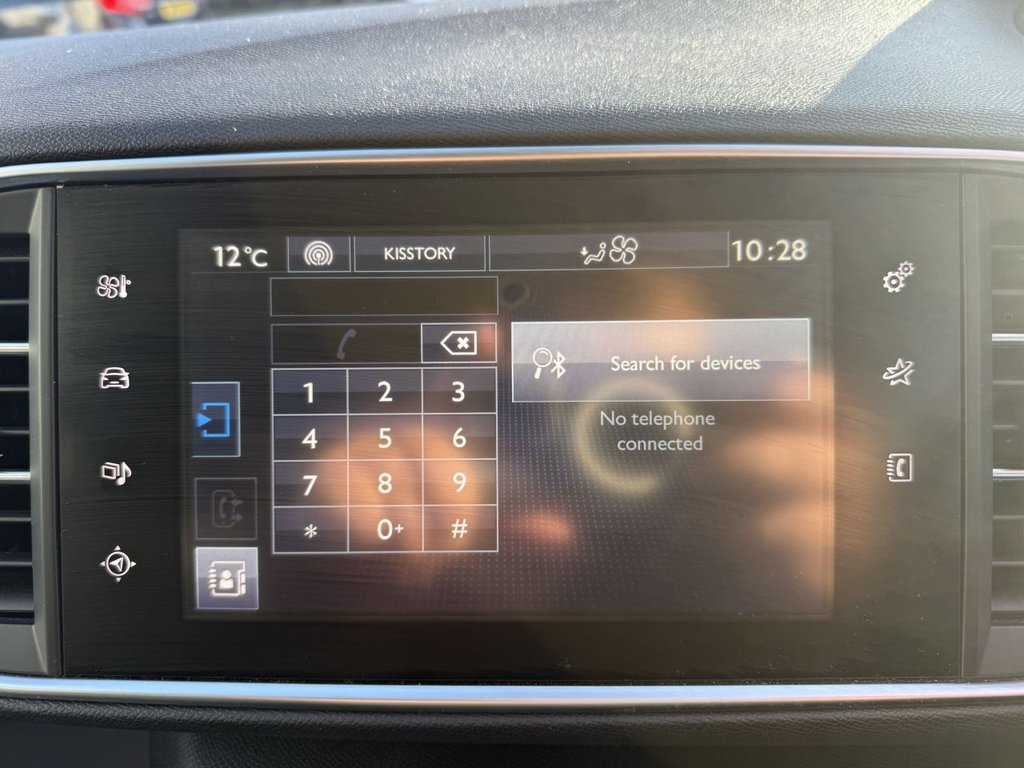 12°C KISSTORY 10:28
Search for devices
No telephone
connected
1 2 3
4 5 6
7 8 9
* 0+ #